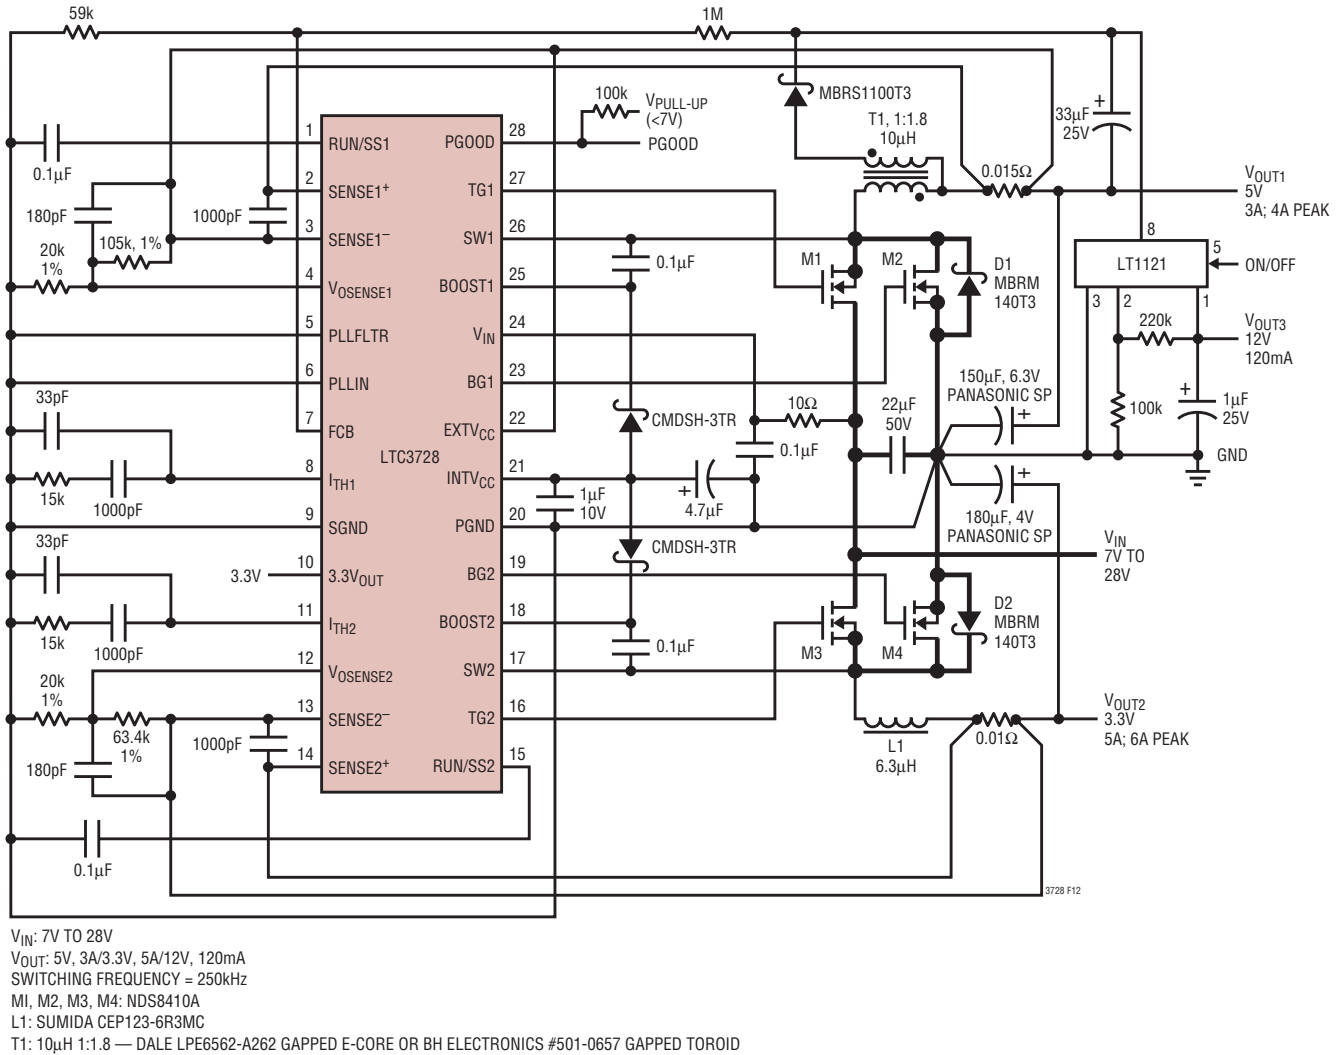 59k
1M
MBRS1100T3
T1, 1:1.8
10µH
33µF
25V
+
100k
VPULL-UP
(<7V)
PGOOD
0.015Ω
VOUT1
5V
3A; 4A PEAK
0.1µF
180pF
1000pF
105k, 1%
20k
1%
1
RUN/SS1
2
SENSE1+
3
SENSE1–
4
VOSENSE1
5
PLLFLTR
6
PLLIN
7
FCB
LTC3728
8
ITH1
9
SGND
10
3.3VOUT
11
ITH2
12
VOSENSE2
13
SENSE2–
14
SENSE2+
PGOOD
28
TG1
27
SW1
26
BOOST1
25
VIN
24
BG1
23
EXTVCC
22
INTVCC
21
PGND
20
BG2
19
BOOST2
18
SW2
17
TG2
16
RUN/SS2
15
33pF
15k
1000pF
33pF
3.3V
15k
1000pF
20k
1%
63.4k
1%
180pF
1000pF
0.1µF
0.1µF
CMDSH-3TR
10Ω
0.1µF
1µF
10V
+
4.7µF
CMDSH-3TR
0.1µF
M1
M2
D1
MBRM
140T3
22µF
50V
150µF, 6.3V
PANASONIC SP
+
+
180µF, 4V
PANASONIC SP
8
LT1121
5
ON/OFF
3
2
1
220k
VOUT3
12V
120mA
100k
+
1µF
25V
GND
VIN
7V TO
28V
M3
M4
D2
MBRM
140T3
L1
6.3µH
0.01Ω
VOUT2
3.3V
5A; 6A PEAK
3728 F12
VIN: 7V TO 28V
VOUT: 5V, 3A/3.3V, 5A/12V, 120mA
SWITCHING FREQUENCY = 250kHz
MI, M2, M3, M4: NDS8410A
L1: SUMIDA CEP123-6R3MC
T1: 10µH 1:1.8 — DALE LPE6562-A262 GAPPED E-CORE OR BH ELECTRONICS #501-0657 GAPPED TOROID